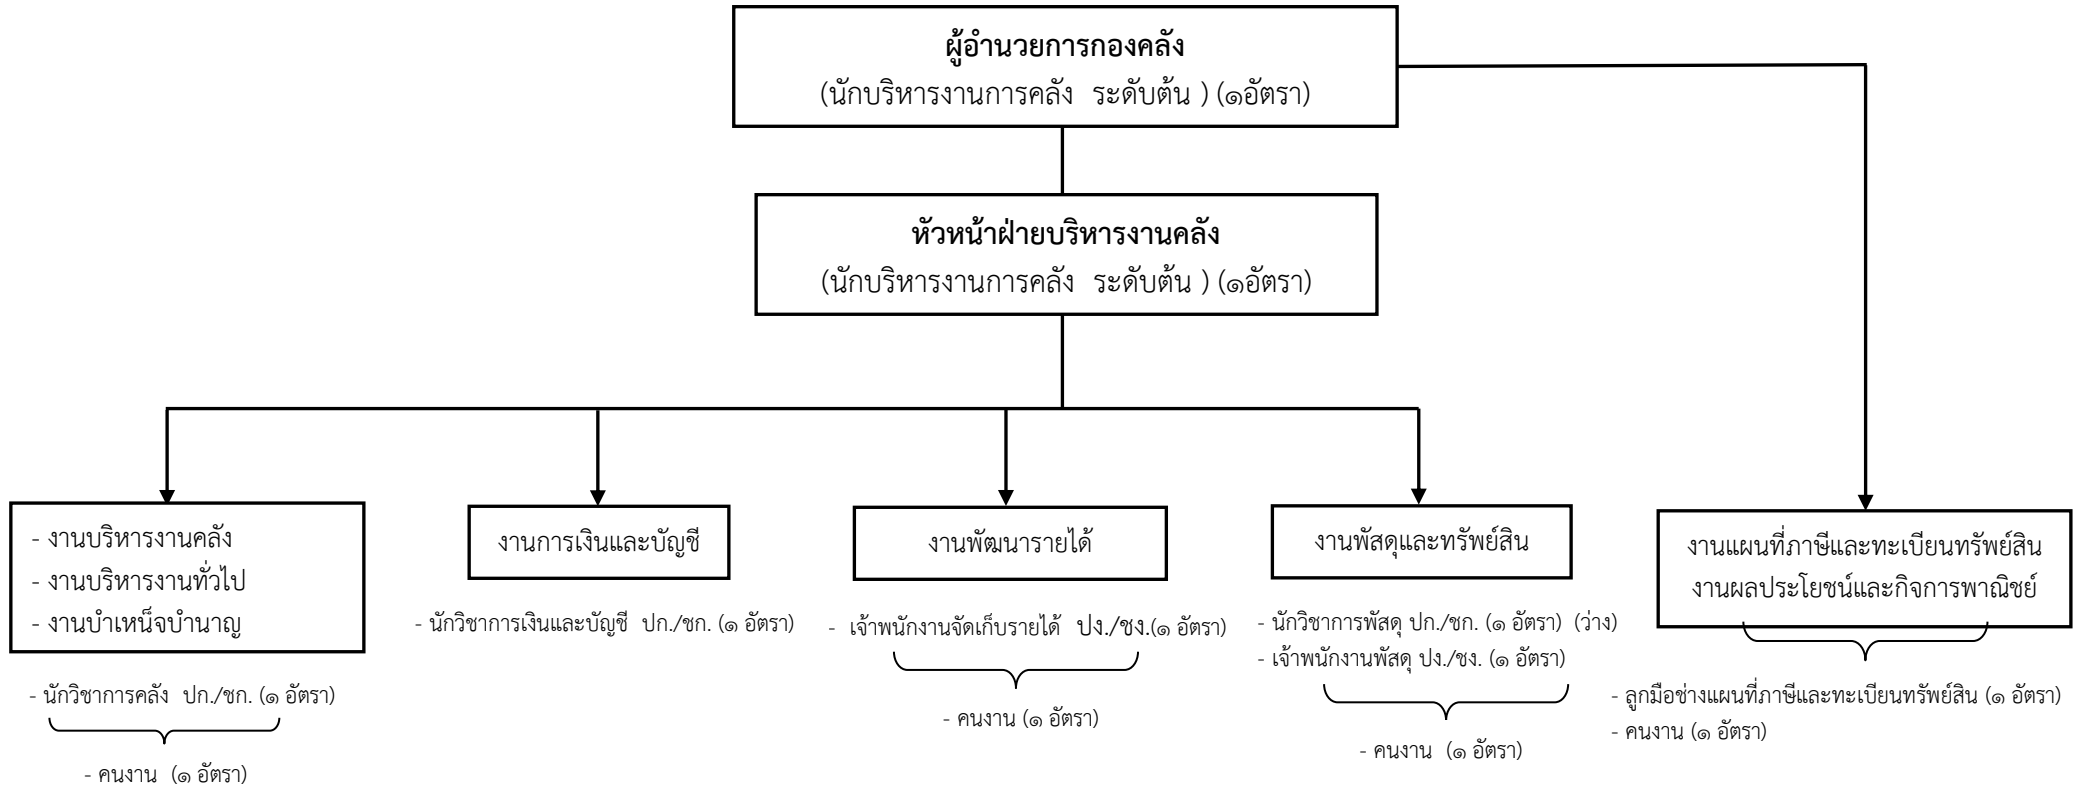 ผู้อำนวยการกองคลัง
(นักบริหารงานการคลัง ระดับต้น ) (๑อัตรา)
หัวหน้าฝ่ายบริหารงานคลัง
(นักบริหารงานการคลัง ระดับต้น ) (๑อัตรา)
- งานบริหารงานคลัง
- งานบริหารงานทั่วไป
- งานบำเหน็จบำนาญ
- นักวิชาการคลัง ปก./ชก. (๑ อัตรา)
- คนงาน (๑ อัตรา)
งานการเงินและบัญชี
- นักวิชาการเงินและบัญชี ปก./ชก. (๑ อัตรา)
งานพัฒนารายได้
- เจ้าพนักงานจัดเก็บรายได้ ปง./ชง.(๑ อัตรา)
- คนงาน (๑ อัตรา)
งานพัสดุและทรัพย์สิน
- นักวิชาการพัสดุ ปก./ชก. (๑ อัตรา) (ว่าง)
- เจ้าพนักงานพัสดุ ปง./ชง. (๑ อัตรา)
- คนงาน (๑ อัตรา)
งานแผนที่ภาษีและทะเบียนทรัพย์สิน
งานผลประโยชน์และกิจการพาณิชย์
- ลูกมือช่างแผนที่ภาษีและทะเบียนทรัพย์สิน (๑ อัตรา)
- คนงาน (๑ อัตรา)